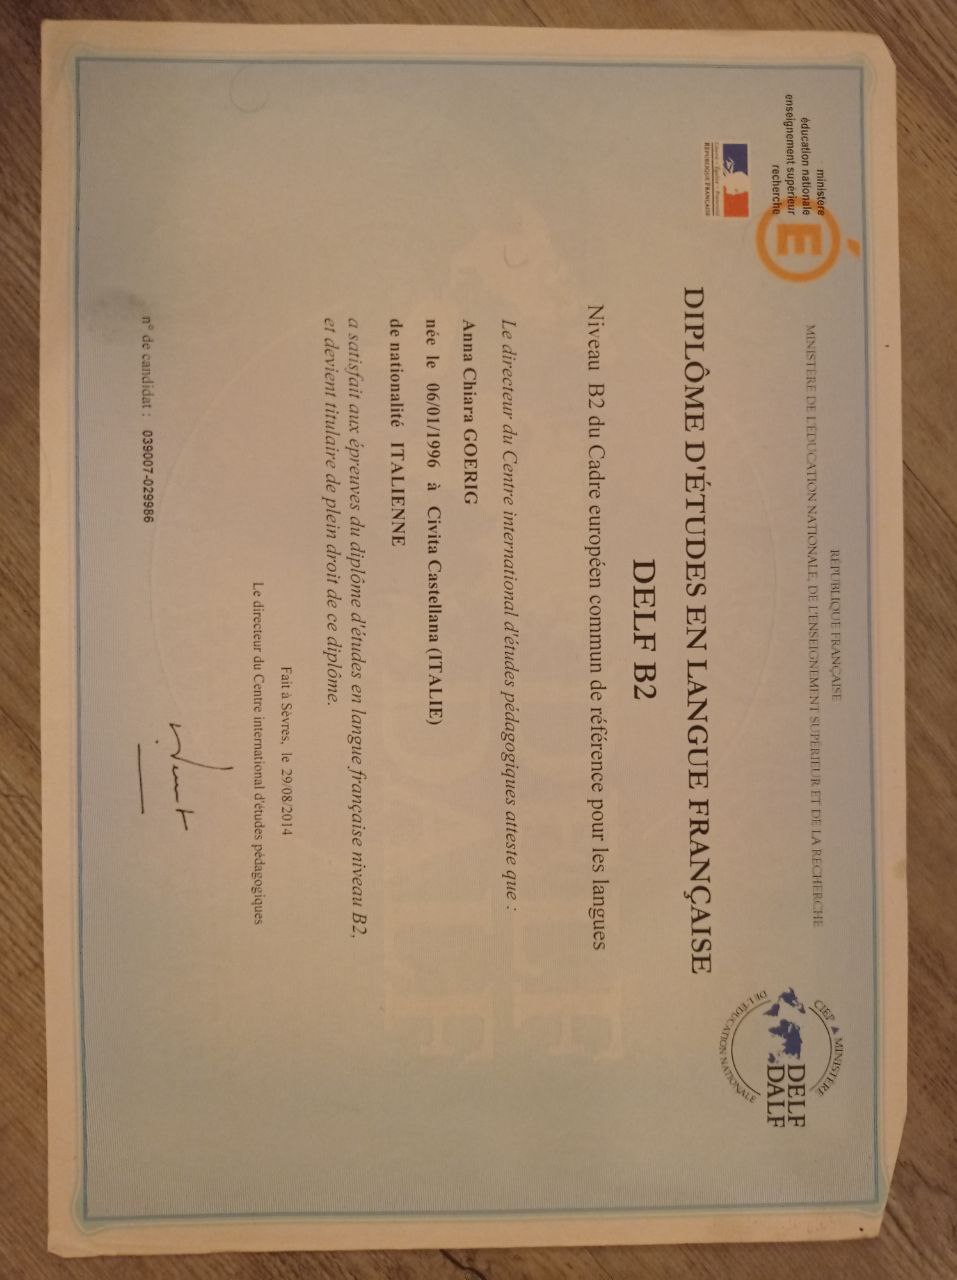 ministère
éducation nationale
enseignement supérieur
recherche
É
Liberté • Égalité • Fraternité
RÉPUBLIQUE FRANÇAISE
RÉPUBLIQUE FRANÇAISE
MINISTÈRE DE L'ÉDUCATION NATIONALE, DE L'ENSEIGNEMENT SUPÉRIEUR ET DE LA RECHERCHE
CIEP MINISTÈRE
DELF
DALF
DE L'ÉDUCATION NATIONALE
DIPLÔME D'ÉTUDES EN LANGUE FRANÇAISE
DELF B2
Niveau B2 du Cadre européen commun de référence pour les langues
Le directeur du Centre international d'études pédagogiques atteste que :
Anna Chiara GOERIG
née le 06/01/1996 à Civita Castellana (ITALIE)
de nationalité ITALIENNE
a satisfait aux épreuves du diplôme d'études en langue française niveau B2,
et devient titulaire de plein droit de ce diplôme.
Fait à Sèvres, le 29/08/2014
Le directeur du Centre international d'études pédagogiques
n° de candidat : 039007-029986